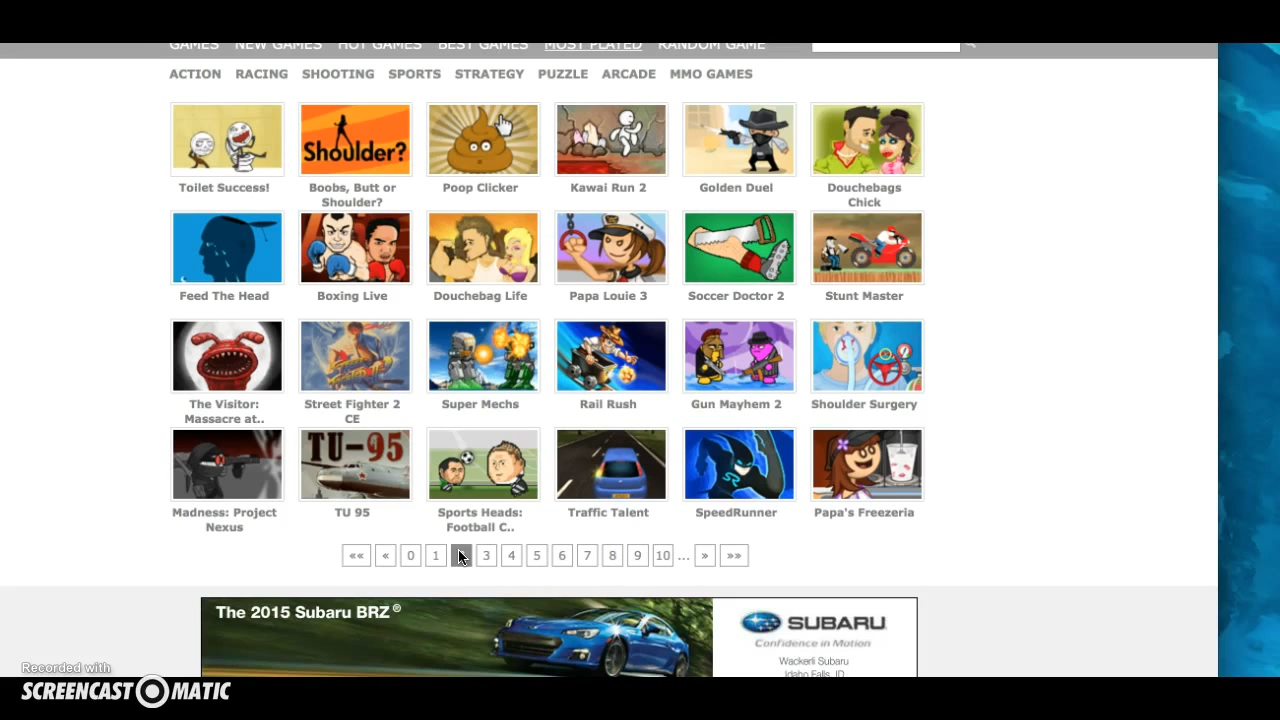 GAMES NEW GAMES HOT GAMES BEST GAMES MOST PLAYED RANDOM GAME
ACTION RACING SHOOTING SPORTS STRATEGY PUZZLE ARCADE MMO GAMES
Shoulder?
Toilet Success!
Boobs, Butt or
Shoulder?
Poop Clicker
Kawai Run 2
Golden Duel
Douchebags
Chick
Feed The Head
Boxing Live
Douchebag Life
Papa Louie 3
Soccer Doctor 2
Stunt Master
The Visitor:
Massacre at..
Street Fighter 2
CE
Super Mechs
Rail Rush
Gun Mayhem 2
Shoulder Surgery
TU-95
Madness: Project
Nexus
TU 95
Sports Heads:
Football C..
Traffic Talent
SpeedRunner
Papa's Freezeria
«« « 0 1 3 4 5 6 7 8 9 10 ... » »»
The 2015 Subaru BRZ®
SUBARU
Confidence in Motion
Wackerli Subaru
Idaho Falls, ID
Recorded with
SCREENCAST MATIC